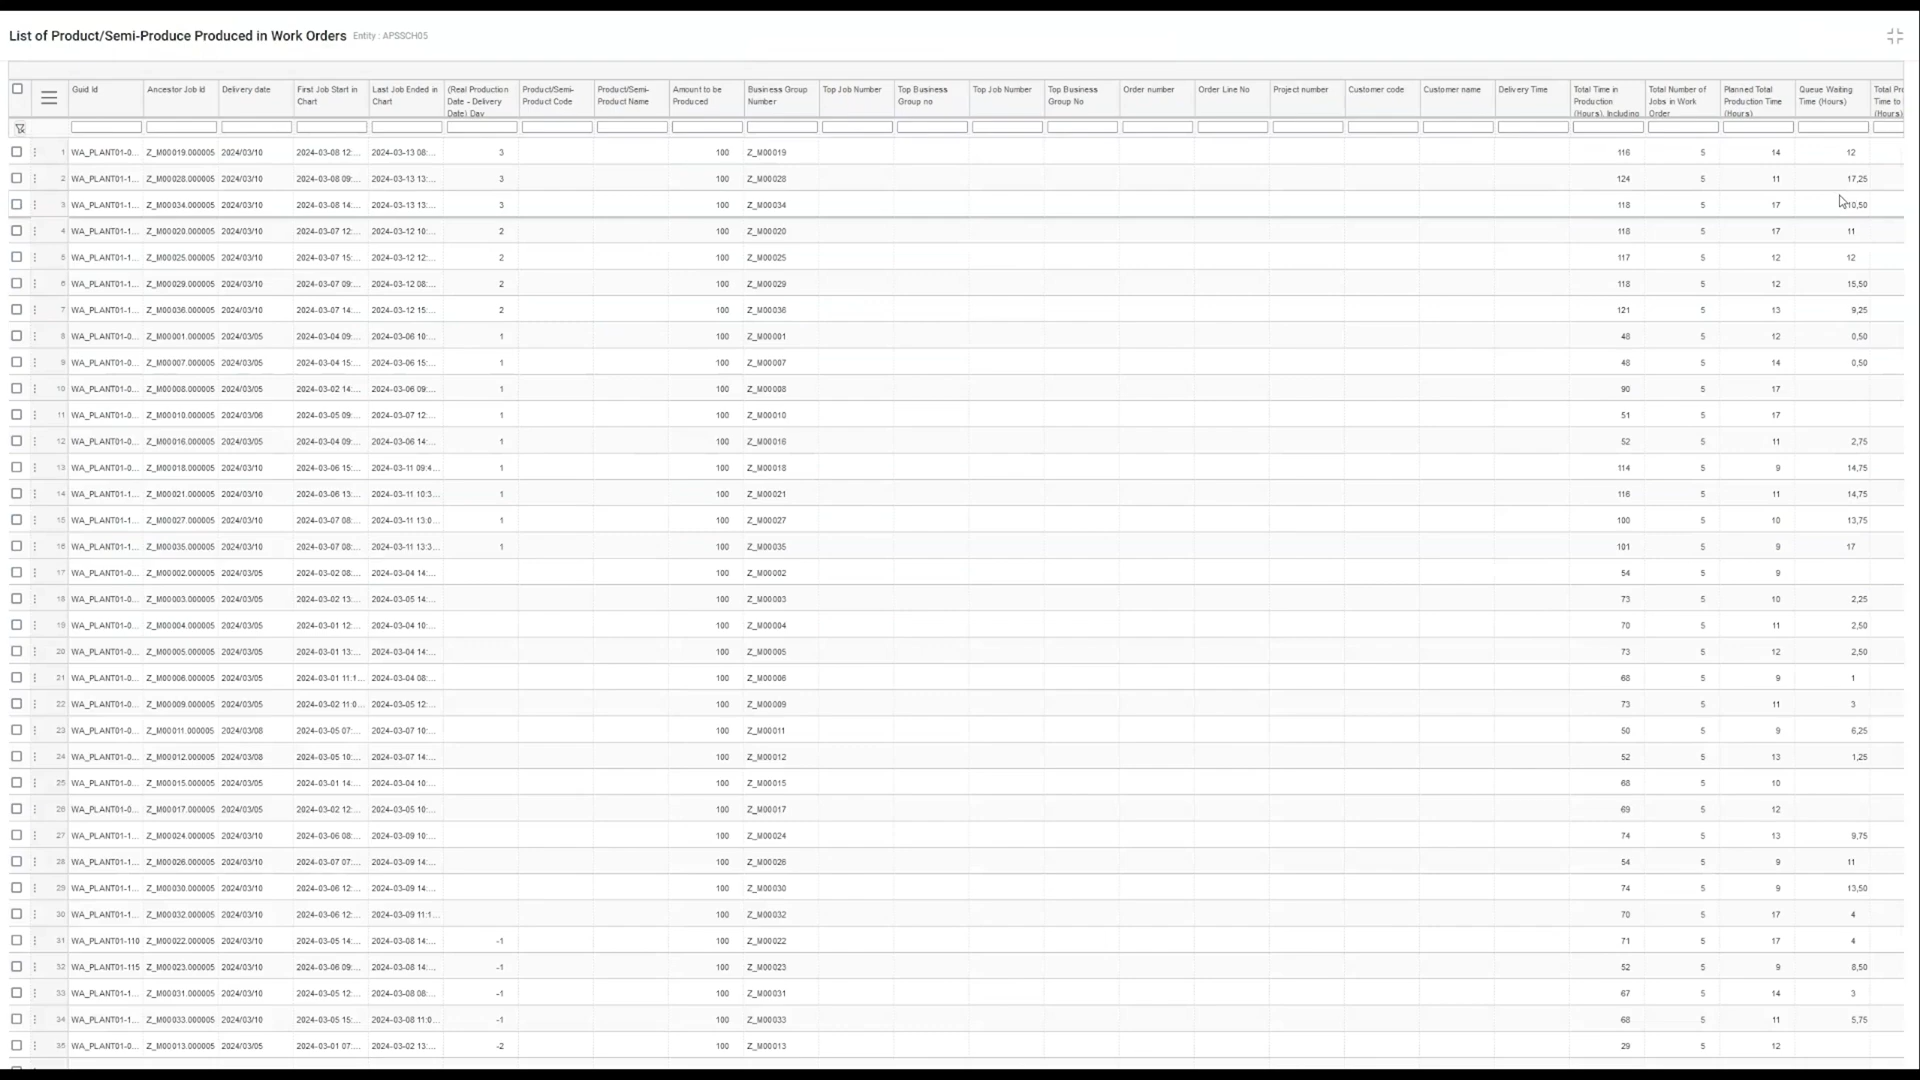 List of Product/Semi-Produce Produced in Work Orders Entity : APSSCH05
Guid Id Ancestor Job Id Delivery date First Job Start in Chart Last Job Ended in Chart (Real Production Date - Delivery Date) Day Product/Semi-Product Code Product/Semi-Product Name Amount to be Produced Business Group Number Top Job Number Top Business Group no Top Job Number Top Business Group No Order number Order Line No Project number Customer code Customer name Delivery Time Total Time in Production (Hours), Including Total Number of Jobs in Work Order Planned Total Production Time (Hours) Queue Waiting Time (Hours) Total Pr Time to (Hours)
1 WA_PLANT01-0... Z_M00019.000005 2024/03/10 2024-03-08 12:... 2024-03-13 08:... 3 100 Z_M00019 116 5 14 12
2 WA_PLANT01-1... Z_M00028.000005 2024/03/10 2024-03-08 09:... 2024-03-13 13:... 3 100 Z_M00028 124 5 11 17,25
3 WA_PLANT01-1... Z_M00034.000005 2024/03/10 2024-03-08 14:... 2024-03-13 13:... 3 100 Z_M00034 118 5 17 10,50
4 WA_PLANT01-1... Z_M00020.000005 2024/03/10 2024-03-07 12:... 2024-03-12 10:... 2 100 Z_M00020 118 5 17 11
5 WA_PLANT01-1... Z_M00025.000005 2024/03/10 2024-03-07 15:... 2024-03-12 12:... 2 100 Z_M00025 117 5 12 12
6 WA_PLANT01-1... Z_M00029.000005 2024/03/10 2024-03-07 09:... 2024-03-12 08:... 2 100 Z_M00029 118 5 12 15,50
7 WA_PLANT01-1... Z_M00036.000005 2024/03/10 2024-03-07 14:... 2024-03-12 15:... 2 100 Z_M00036 121 5 13 9,25
8 WA_PLANT01-0... Z_M00001.000005 2024/03/05 2024-03-04 09:... 2024-03-06 10:... 1 100 Z_M00001 48 5 12 0,50
9 WA_PLANT01-0... Z_M00007.000005 2024/03/05 2024-03-04 15:... 2024-03-06 15:... 1 100 Z_M00007 48 5 14 0,50
10 WA_PLANT01-0... Z_M00008.000005 2024/03/05 2024-03-02 14:... 2024-03-06 09:... 1 100 Z_M00008 90 5 17
11 WA_PLANT01-0... Z_M00010.000005 2024/03/06 2024-03-05 09:... 2024-03-07 12:... 1 100 Z_M00010 51 5 17
12 WA_PLANT01-0... Z_M00016.000005 2024/03/05 2024-03-04 09:... 2024-03-06 14:... 1 100 Z_M00016 52 5 11 2,75
13 WA_PLANT01-0... Z_M00018.000005 2024/03/10 2024-03-06 15:... 2024-03-11 09:4... 1 100 Z_M00018 114 5 9 14,75
14 WA_PLANT01-1... Z_M00021.000005 2024/03/10 2024-03-06 13:... 2024-03-11 10:3... 1 100 Z_M00021 116 5 11 14,75
15 WA_PLANT01-1... Z_M00027.000005 2024/03/10 2024-03-07 08:... 2024-03-11 13:0... 1 100 Z_M00027 100 5 10 13,75
16 WA_PLANT01-1... Z_M00035.000005 2024/03/10 2024-03-07 08:... 2024-03-11 13:3... 1 100 Z_M00035 101 5 9 17
17 WA_PLANT01-0... Z_M00002.000005 2024/03/05 2024-03-02 08:... 2024-03-04 14:... 100 Z_M00002 54 5 9
18 WA_PLANT01-0... Z_M00003.000005 2024/03/05 2024-03-02 13:... 2024-03-05 14:... 100 Z_M00003 73 5 10 2,25
19 WA_PLANT01-0... Z_M00004.000005 2024/03/05 2024-03-01 12:... 2024-03-04 10:... 100 Z_M00004 70 5 11 2,50
20 WA_PLANT01-0... Z_M00005.000005 2024/03/05 2024-03-01 13:... 2024-03-04 14:... 100 Z_M00005 73 5 12 2,50
21 WA_PLANT01-0... Z_M00006.000005 2024/03/05 2024-03-01 11:1... 2024-03-04 08:... 100 Z_M00006 68 5 9 1
22 WA_PLANT01-0... Z_M00009.000005 2024/03/05 2024-03-02 11:0... 2024-03-05 12:... 100 Z_M00009 73 5 11 3
23 WA_PLANT01-0... Z_M00011.000005 2024/03/08 2024-03-05 07:... 2024-03-07 10:... 100 Z_M00011 50 5 9 6,25
24 WA_PLANT01-0... Z_M00012.000005 2024/03/08 2024-03-05 10:... 2024-03-07 14:... 100 Z_M00012 52 5 13 1,25
25 WA_PLANT01-0... Z_M00015.000005 2024/03/05 2024-03-01 14:... 2024-03-04 10:... 100 Z_M00015 68 5 10
26 WA_PLANT01-0... Z_M00017.000005 2024/03/05 2024-03-02 12:... 2024-03-05 10:... 100 Z_M00017 69 5 12
27 WA_PLANT01-1... Z_M00024.000005 2024/03/10 2024-03-06 08:... 2024-03-09 10:... 100 Z_M00024 74 5 13 9,75
28 WA_PLANT01-1... Z_M00026.000005 2024/03/10 2024-03-07 07:... 2024-03-09 14:... 100 Z_M00026 54 5 9 11
29 WA_PLANT01-1... Z_M00030.000005 2024/03/10 2024-03-06 12:... 2024-03-09 14:... 100 Z_M00030 74 5 9 13,50
30 WA_PLANT01-1... Z_M00032.000005 2024/03/10 2024-03-06 12:... 2024-03-09 11:1... 100 Z_M00032 70 5 17 4
31 WA_PLANT01-110 Z_M00022.000005 2024/03/10 2024-03-05 14:... 2024-03-08 14:... -1 100 Z_M00022 71 5 17 4
32 WA_PLANT01-115 Z_M00023.000005 2024/03/10 2024-03-06 09:... 2024-03-08 14:... -1 100 Z_M00023 52 5 9 8,50
33 WA_PLANT01-1... Z_M00031.000005 2024/03/10 2024-03-05 12:... 2024-03-08 08:... -1 100 Z_M00031 67 5 14 3
34 WA_PLANT01-1... Z_M00033.000005 2024/03/10 2024-03-05 15:... 2024-03-08 11:0... -1 100 Z_M00033 68 5 11 5,75
35 WA_PLANT01-0... Z_M00013.000005 2024/03/05 2024-03-01 07:... 2024-03-02 13:... -2 100 Z_M00013 29 5 12